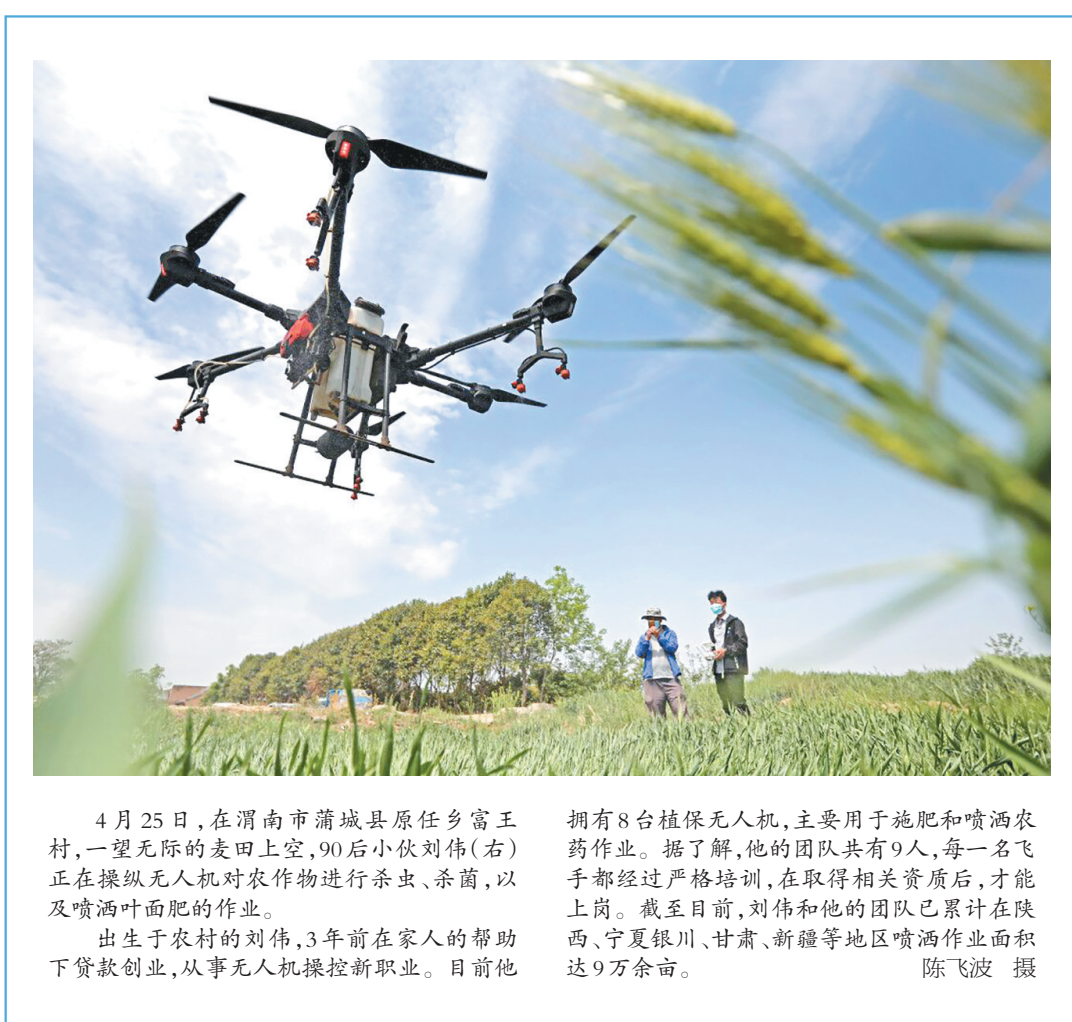 4月25日,在渭南市蒲城县原任乡富王
村,一望无际的麦田上空,90后小伙刘伟(右)
正在操纵无人机对农作物进行杀虫、杀菌,以
及喷洒叶面肥的作业。
出生于农村的刘伟,3年前在家人的帮助
下贷款创业,从事无人机操控新职业。目前他
拥有8台植保无人机,主要用于施肥和喷洒农
药作业。据了解,他的团队共有9人,每一名飞
手都经过严格培训,在取得相关资质后,才能
上岗。截至目前,刘伟和他的团队已累计在陕
西、宁夏银川、甘肃、新疆等地区喷洒作业面积
达9万余亩。 陈飞波 摄